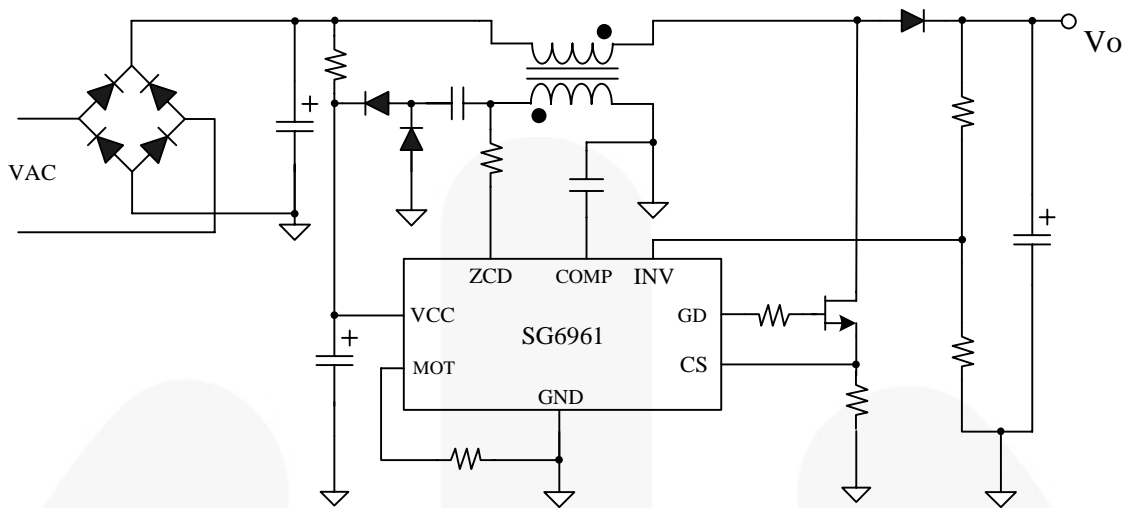 Vo
VAC
ZCD
COMP
INV
VCC
GD
SG6961
MOT
CS
GND